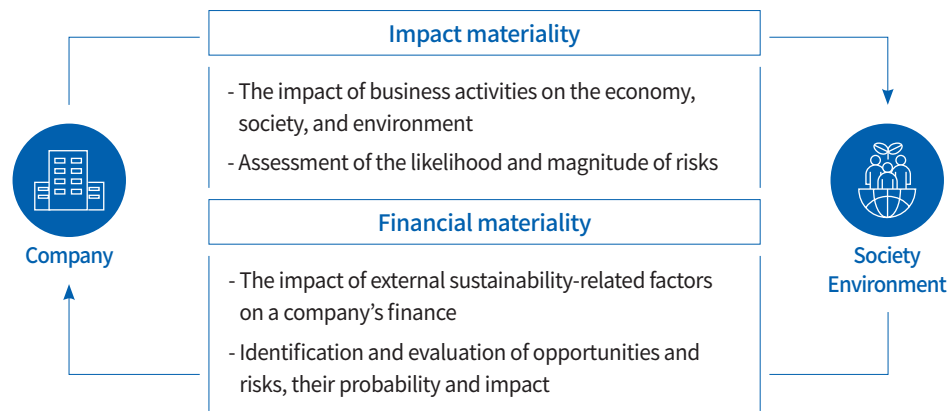 Impact materiality
- The impact of business activities on the economy,
society, and environment
- Assessment of the likelihood and magnitude of risks
Company
Financial materiality
- The impact of external sustainability-related factors
on a company's finance
- Identification and evaluation of opportunities and
risks, their probability and impact
Society
Environment